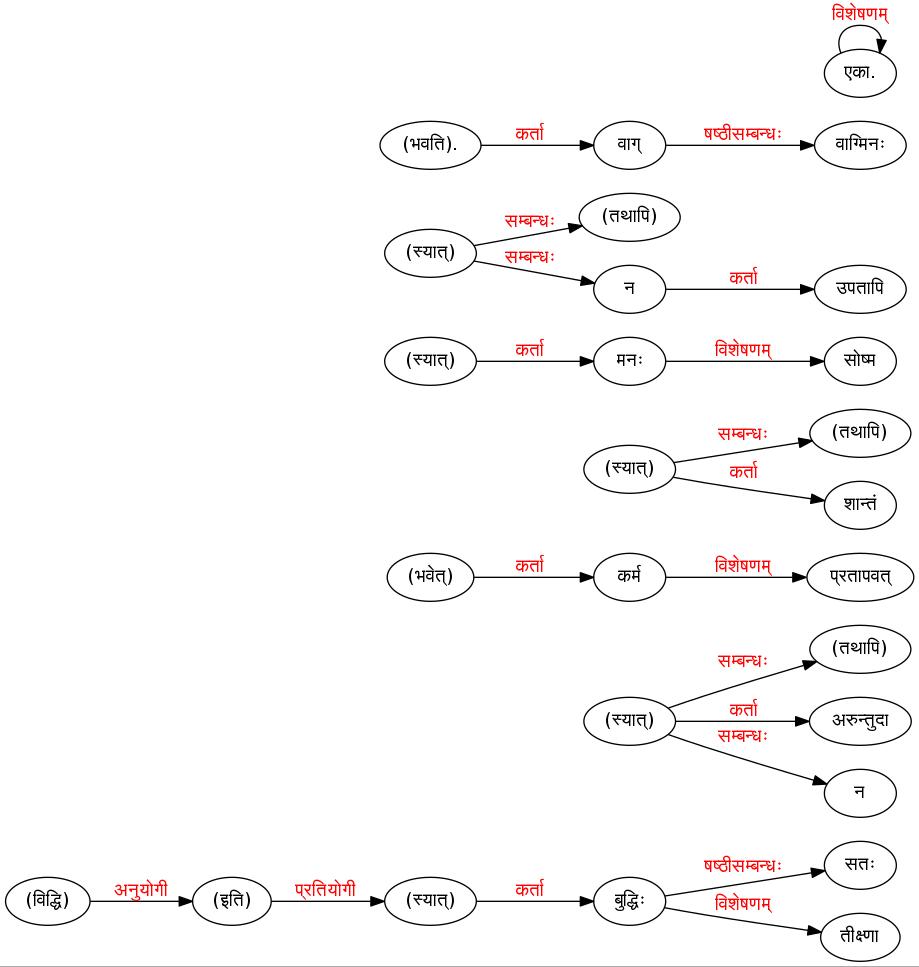 विशेषणम्
एका.
(भवति). कर्ता वाग् षष्ठीसम्बन्धः वाग्मिनः
(स्यात्) सम्बन्धः (तथापि)
सम्बन्धः न कर्ता उपतापि
(स्यात्) कर्ता मनः विशेषणम् सोष्म
(स्यात्) सम्बन्धः (तथापि)
कर्ता शान्तं
(भवेत्) कर्ता कर्म विशेषणम् प्रतापवत्
सम्बन्धः (तथापि)
(स्यात्) कर्ता अरुन्तुदा
सम्बन्धः न
षष्ठीसम्बन्धः सतः
(विद्धि) अनुयोगी (इति) प्रतियोगी (स्यात्) कर्ता बुद्धिः
विशेषणम् तीक्ष्णा